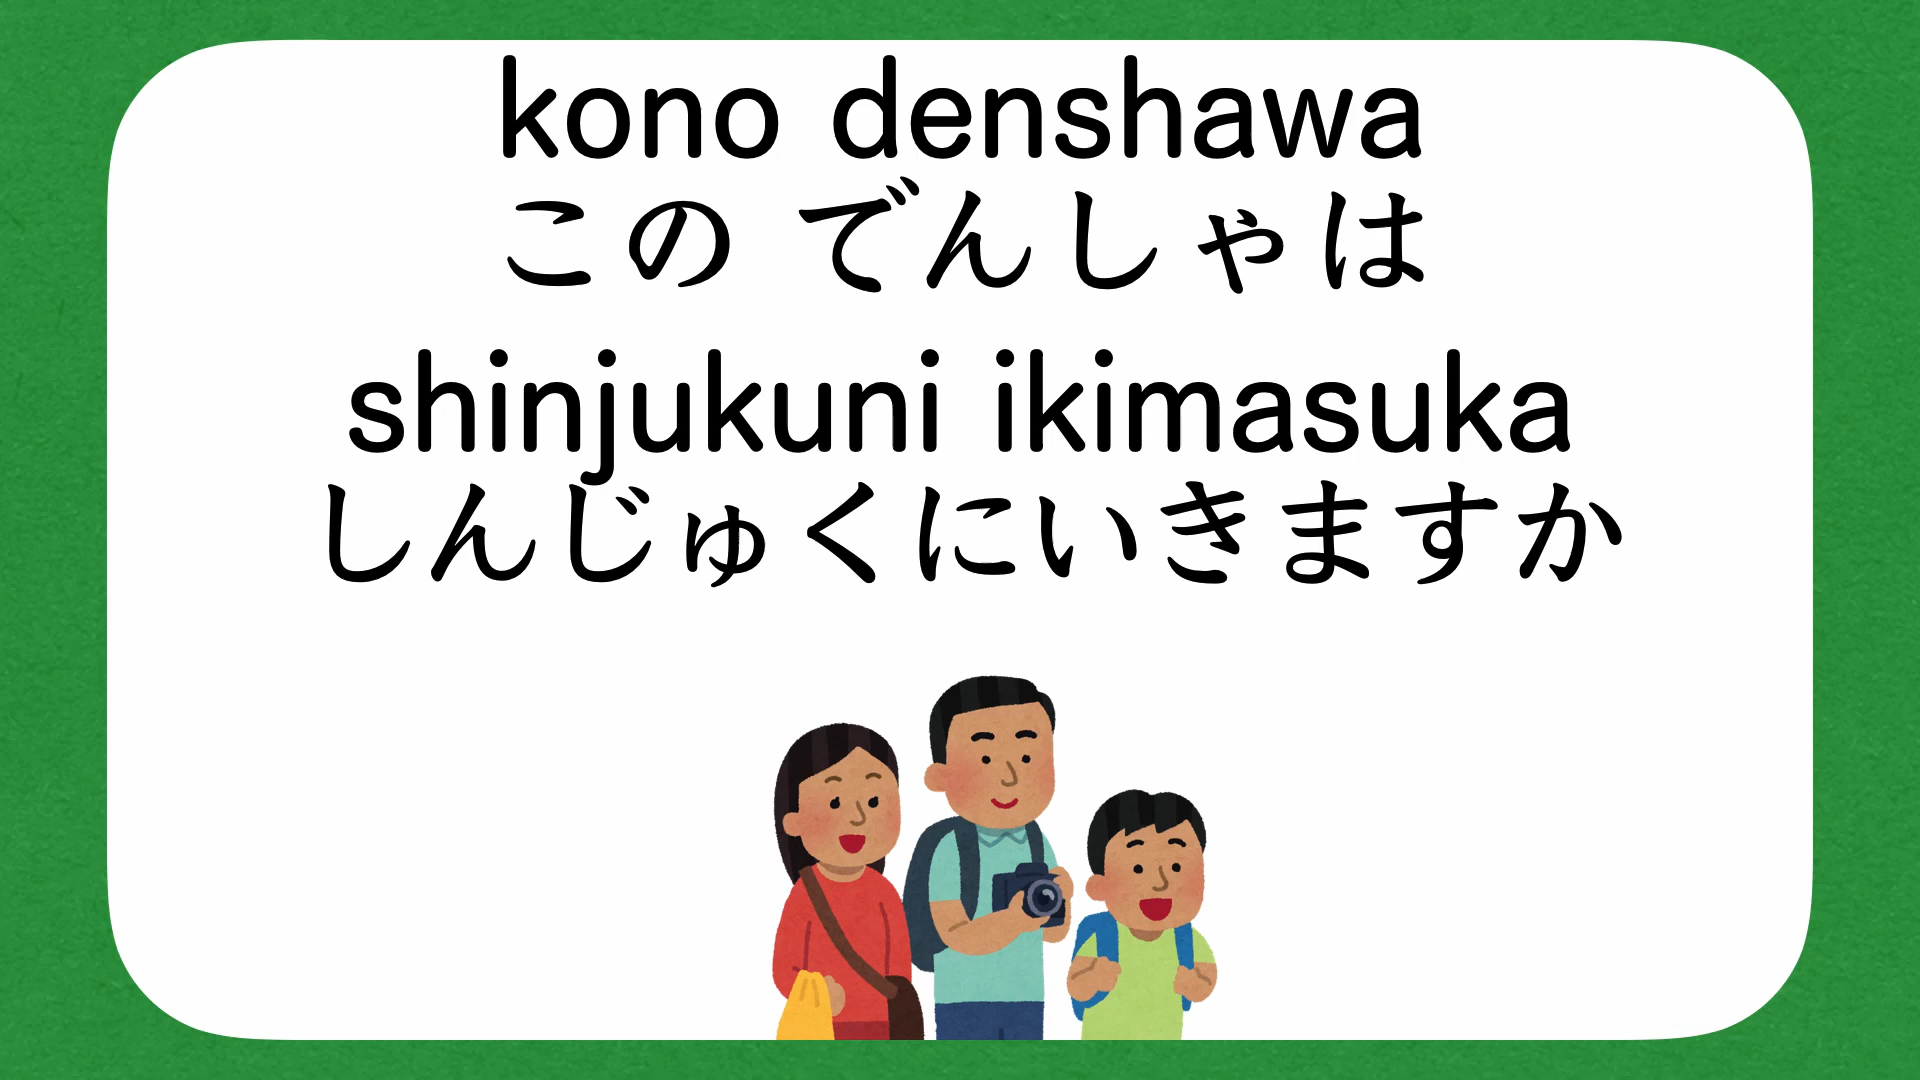 kono denshawa
この でんしゃは
shinjukuni ikimasuka
しんじゅくにいきますか